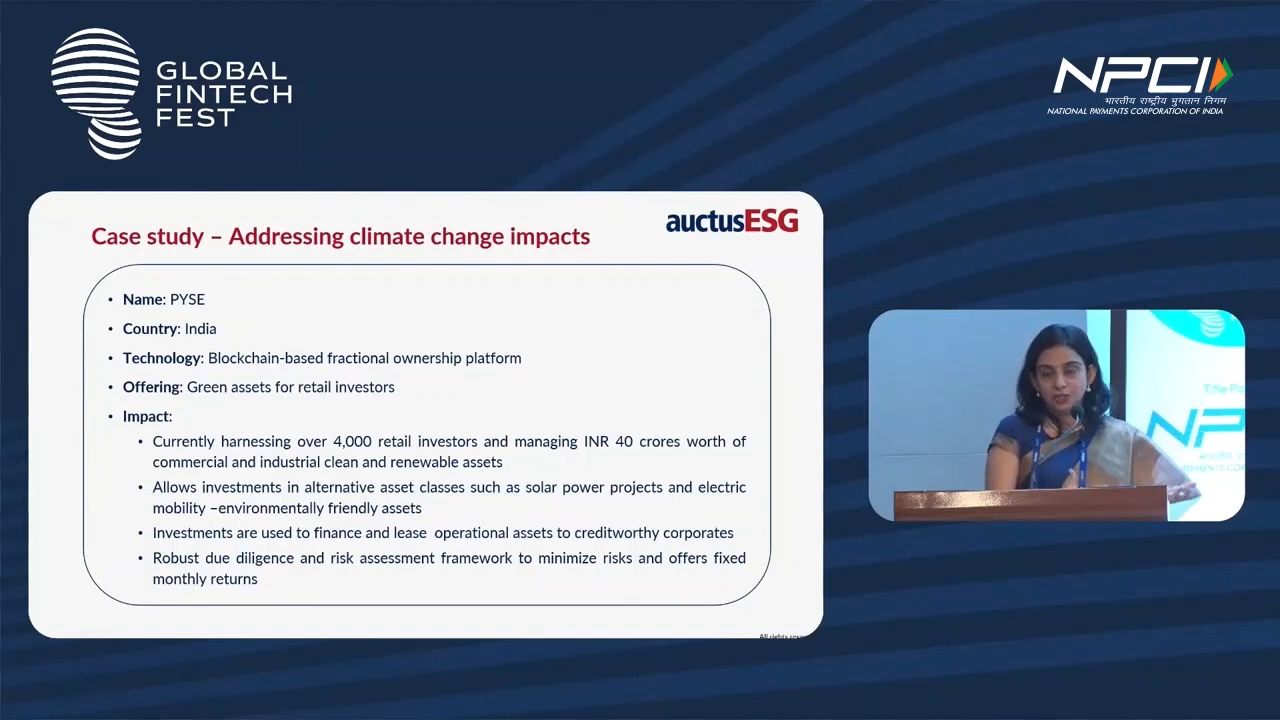 GLOBAL
FINTECH
FEST
NPCI
भारतीय राष्ट्रीय भुगतान निगम
NATIONAL PAYMENTS CORPORATION OF INDIA
auctusESG
Case study – Addressing climate change impacts
• Name: PYSE
• Country: India
• Technology: Blockchain-based fractional ownership platform
• Offering: Green assets for retail investors
• Impact:
• Currently harnessing over 4,000 retail investors and managing INR 40 crores worth of
commercial and industrial clean and renewable assets
• Allows investments in alternative asset classes such as solar power projects and electric
mobility –environmentally friendly assets
• Investments are used to finance and lease operational assets to creditworthy corporates
• Robust due diligence and risk assessment framework to minimize risks and offers fixed
monthly returns
All rights
Title
NP